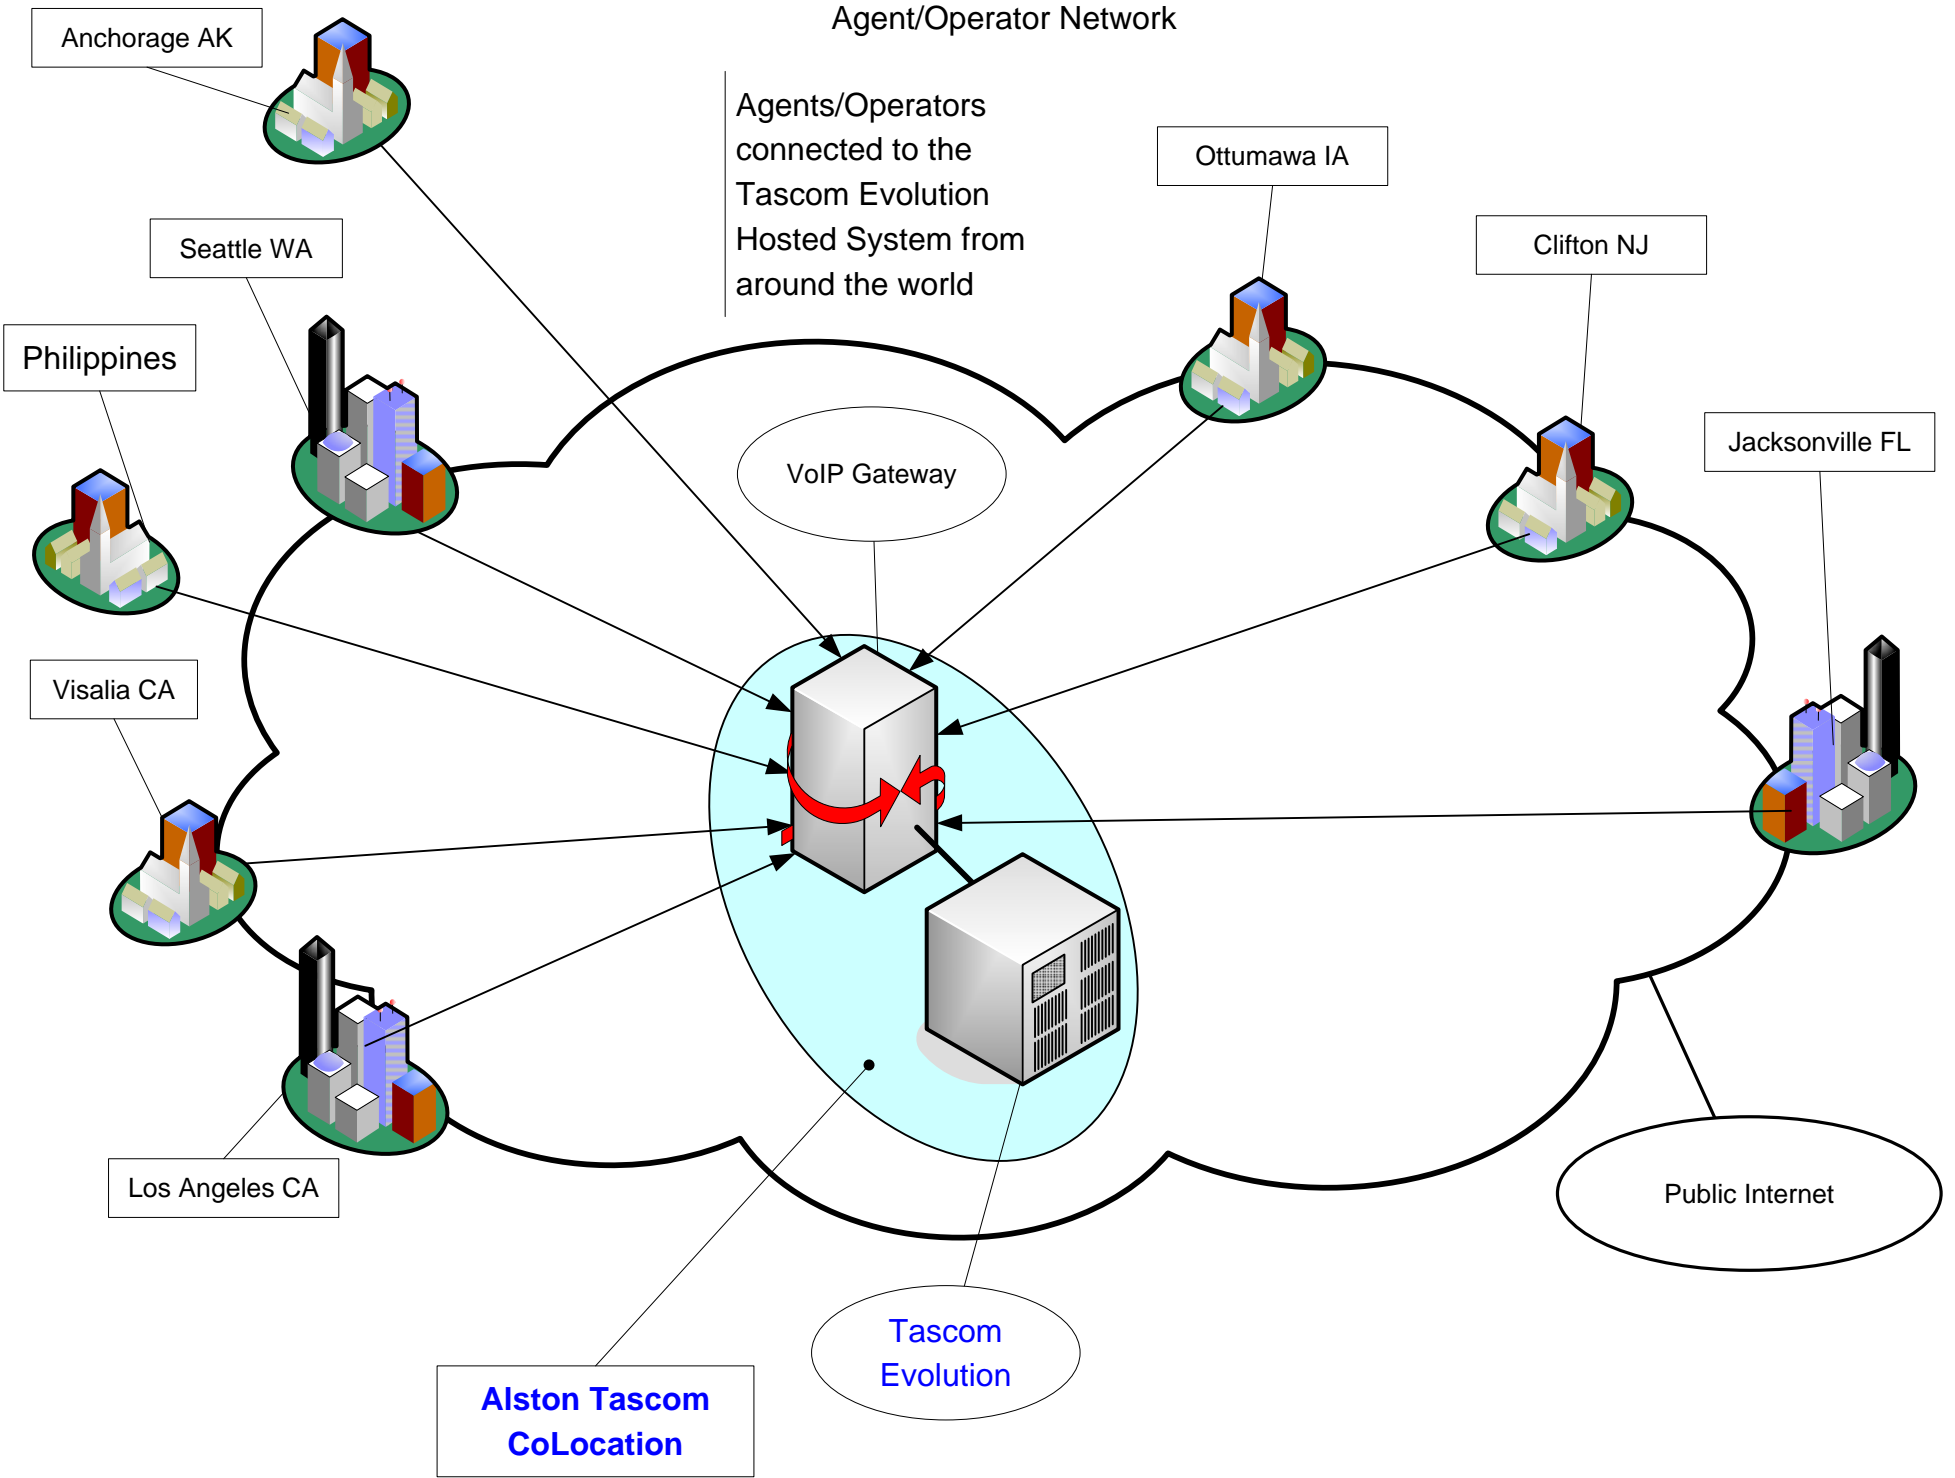 Agent/Operator Network
Anchorage AK
Agents/Operators
connected to the
Tascom Evolution
Hosted System from
around the world
Ottumawa IA
Seattle WA
Clifton NJ
Philippines
Jacksonville FL
VoIP Gateway
Visalia CA
Los Angeles CA
Public Internet
Tascom
Evolution
Alston Tascom
CoLocation